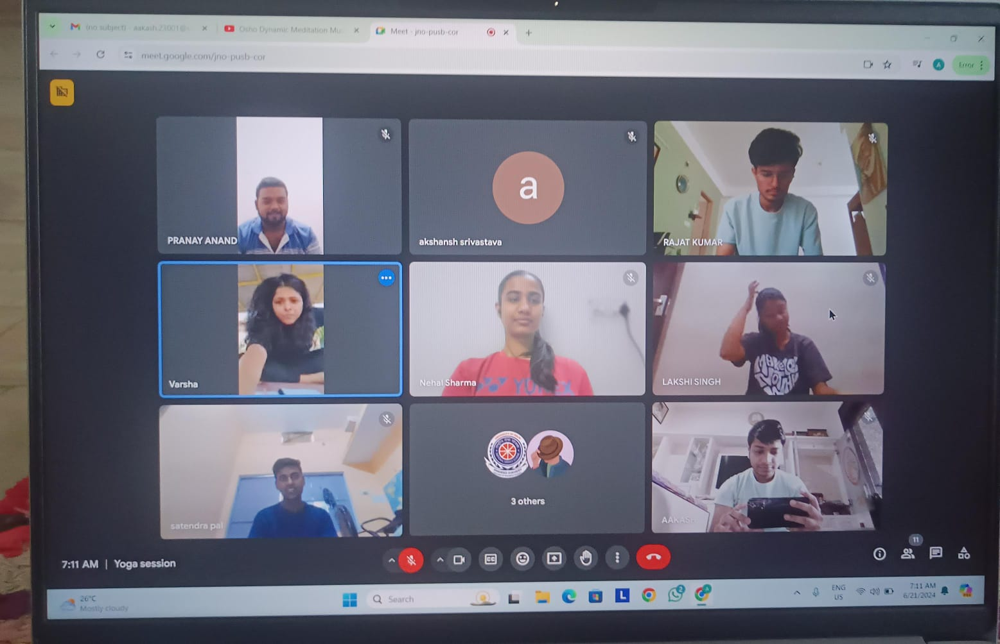 (no subject) - aakash.23001@
Osho Dynamic Meditation Mu
Meet - jno-pusb-cor
meet.google.com/jno-pusb-cor
A
Error
a
PRANAY ANAND
akshansh srivastava
RAJAT KUMAR
Varsha
Nehal Sharma
LAKSHI SINGH
satendra pal
3 others
AAKASH
7:11 AM | Yoga session
CC
11
26°C
Mostly cloudy
Search
L
2
A
ENG
US
7:11 AM
6/21/2024